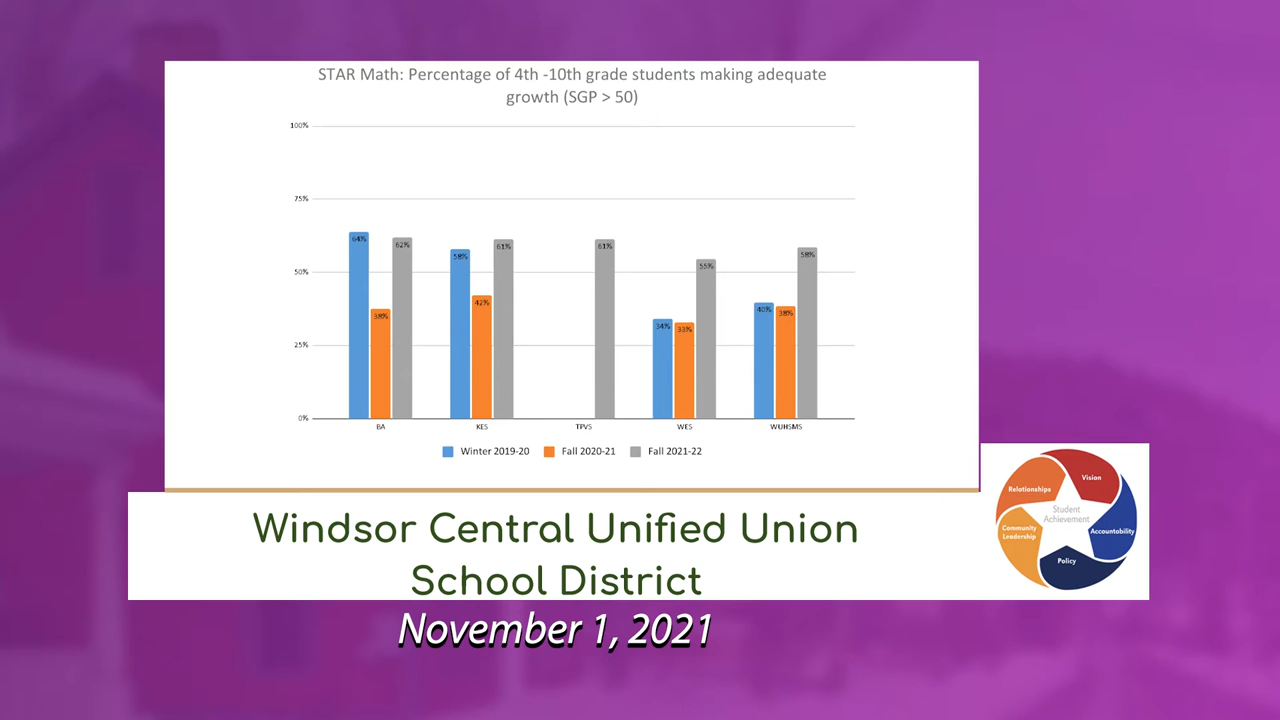 STAR Math: Percentage of 4th -10th grade students making adequate
growth (SGP > 50)
100%
75%
50%
25%
0%
64%
38%
62%
58%
42%
61%
61%
34%
33%
55%
40%
38%
58%
BA
KES
TPVS
WES
WUHSMS
Winter 2019-20
Fall 2020-21
Fall 2021-22
Windsor Central Unified Union
School District
November 1, 2021
Relationships
Vision
Student
Achievement
Community
Leadership
Accountability
Policy